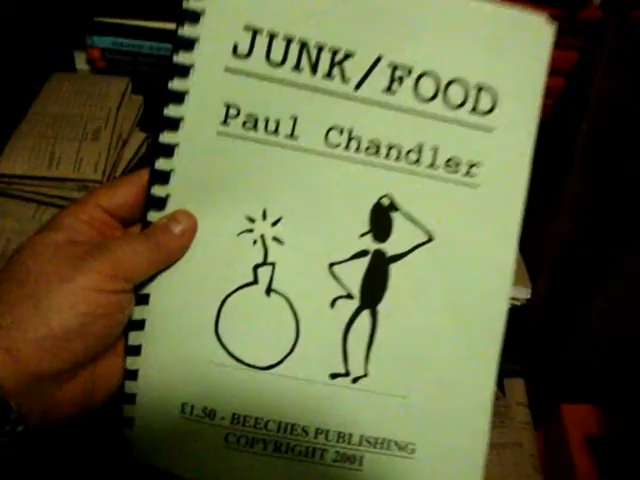 JUNK/FOOD
Paul Chandler
£1.50 - BEECHES PUBLISHING
COPYRIGHT 2001